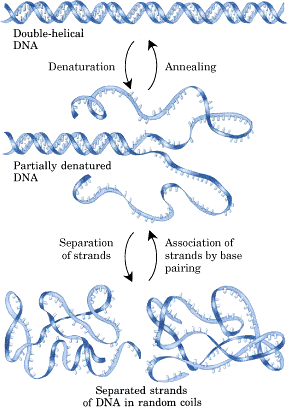 Double-helical
DNA
Denaturation
Annealing
Partially denatured
DNA
Separation
of strands
Association of
strands by base
pairing
Separated strands
of DNA in random coils